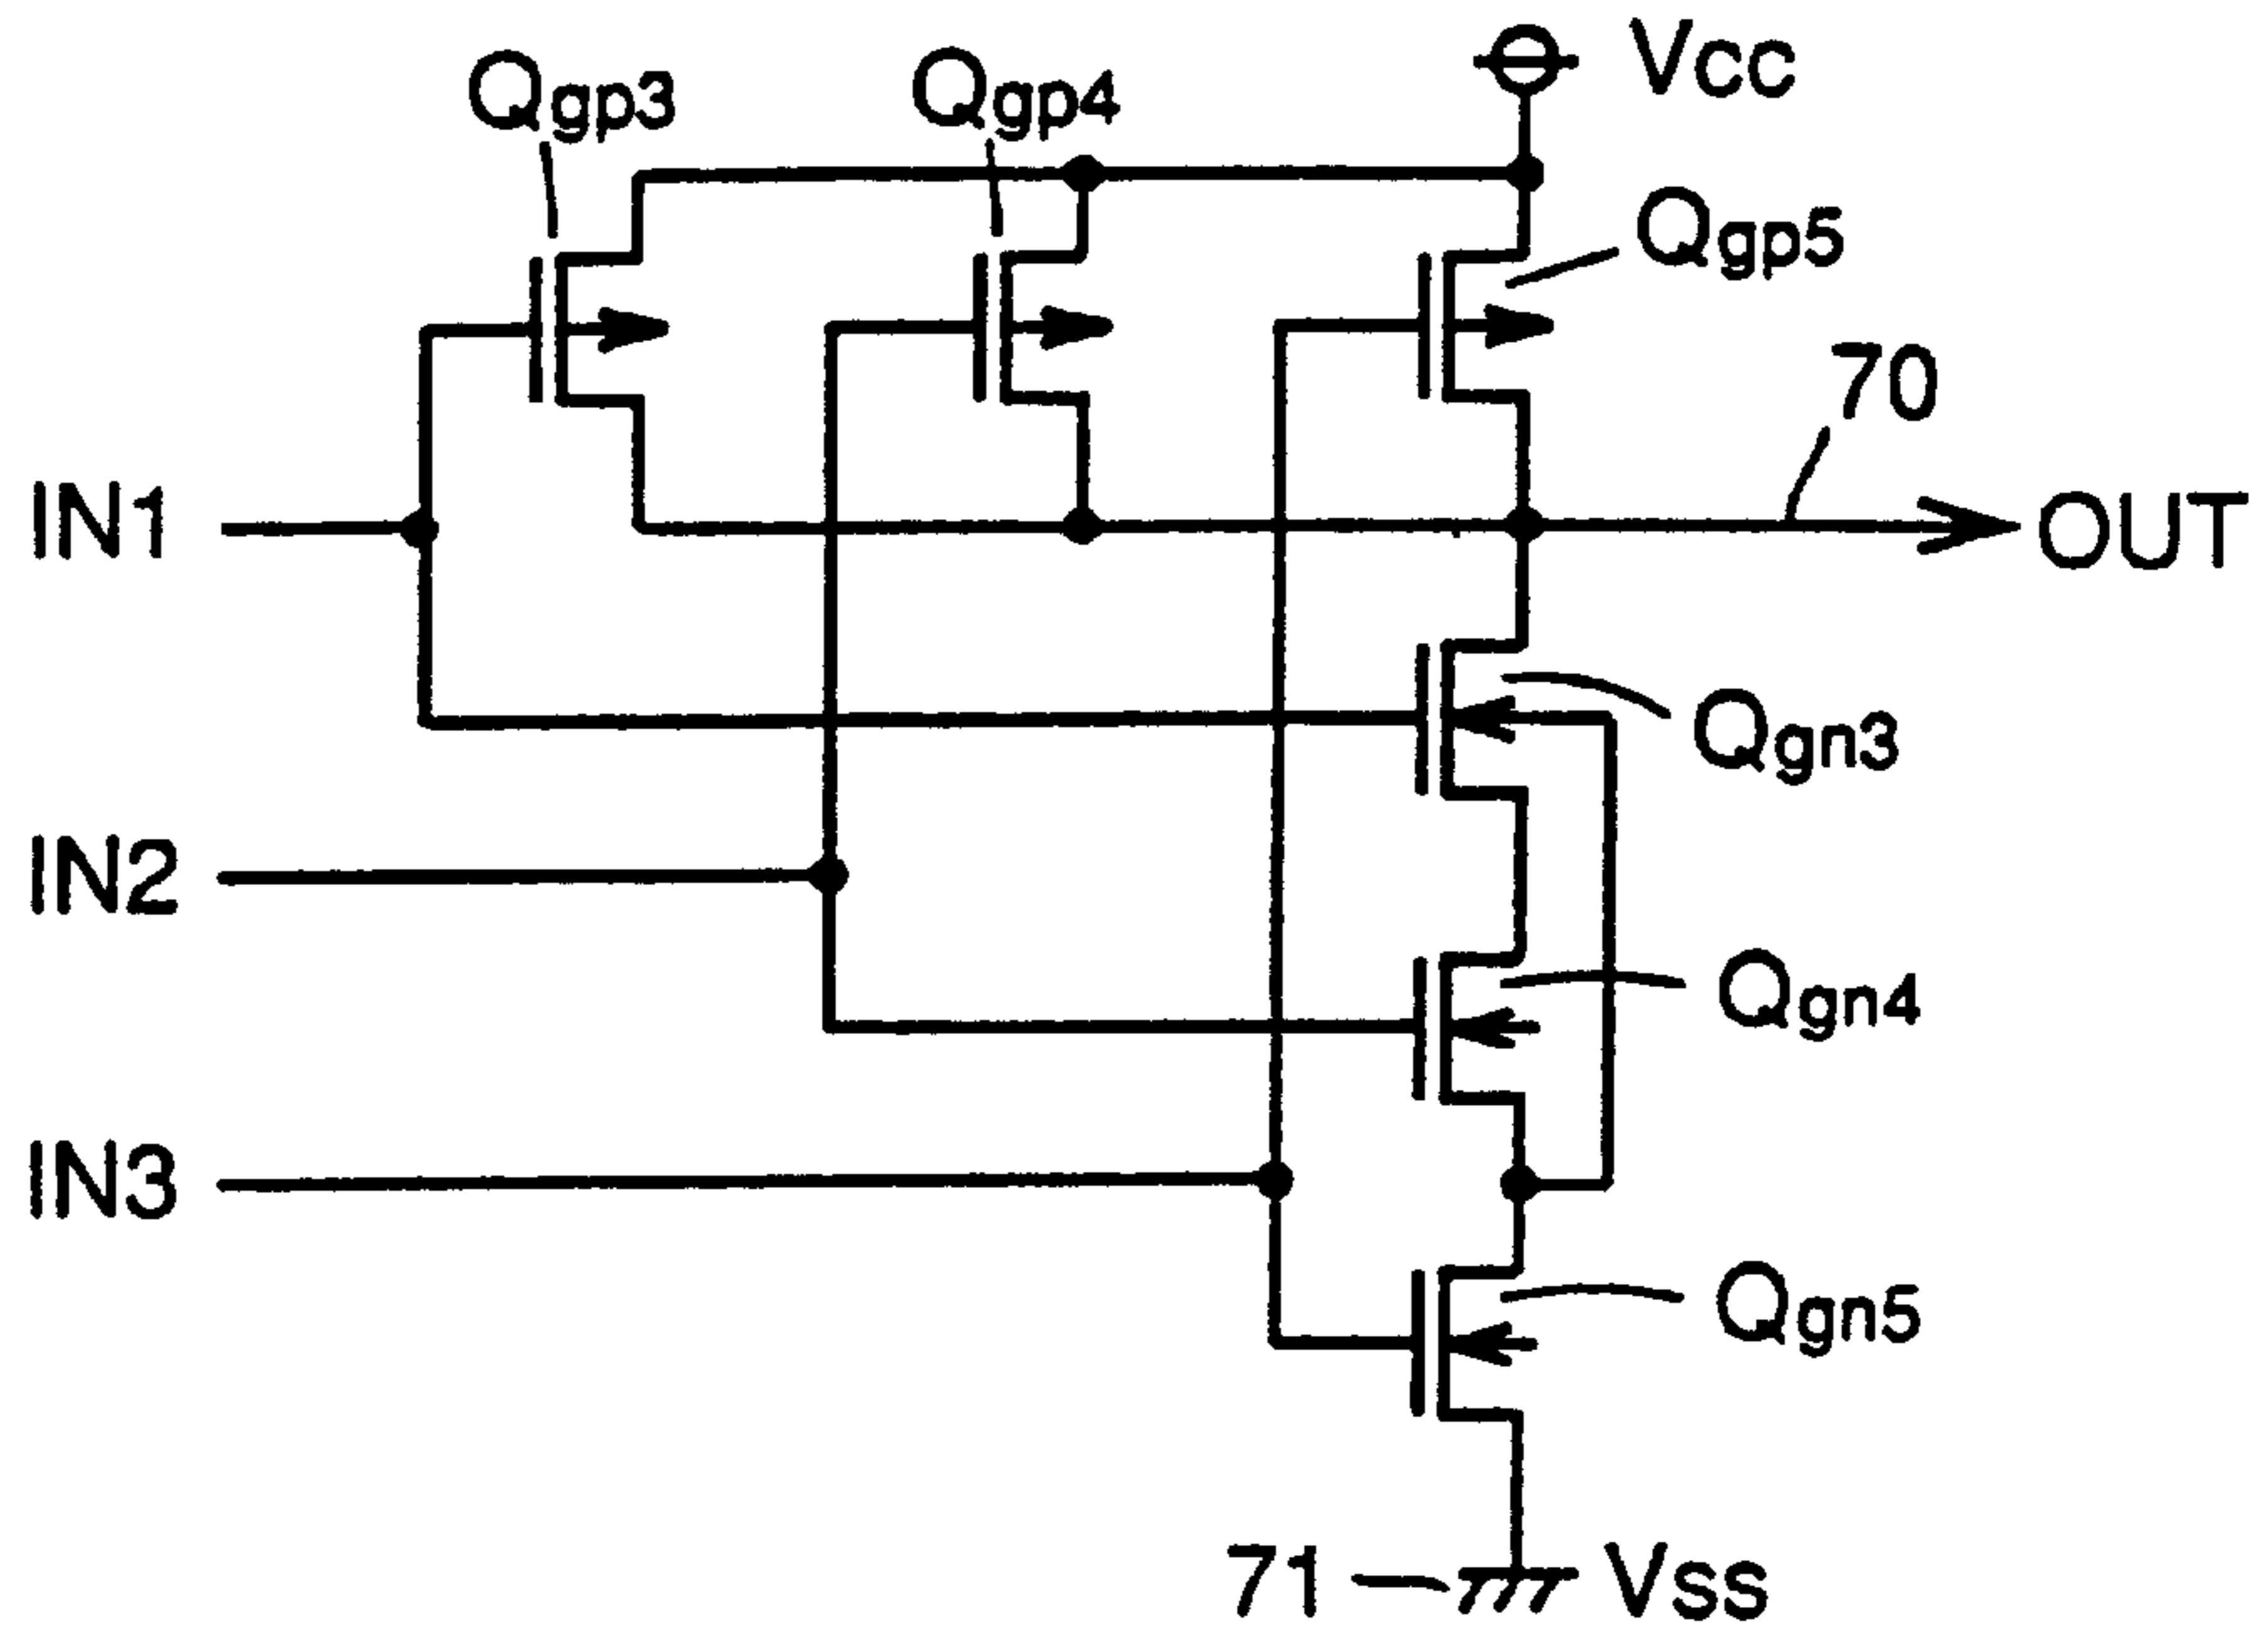 Qgp3
Qgp4
Vcc
Qgp5
70
IN1
OUT
Qgn3
IN2
Qgn4
IN3
Qgn5
71
Vss